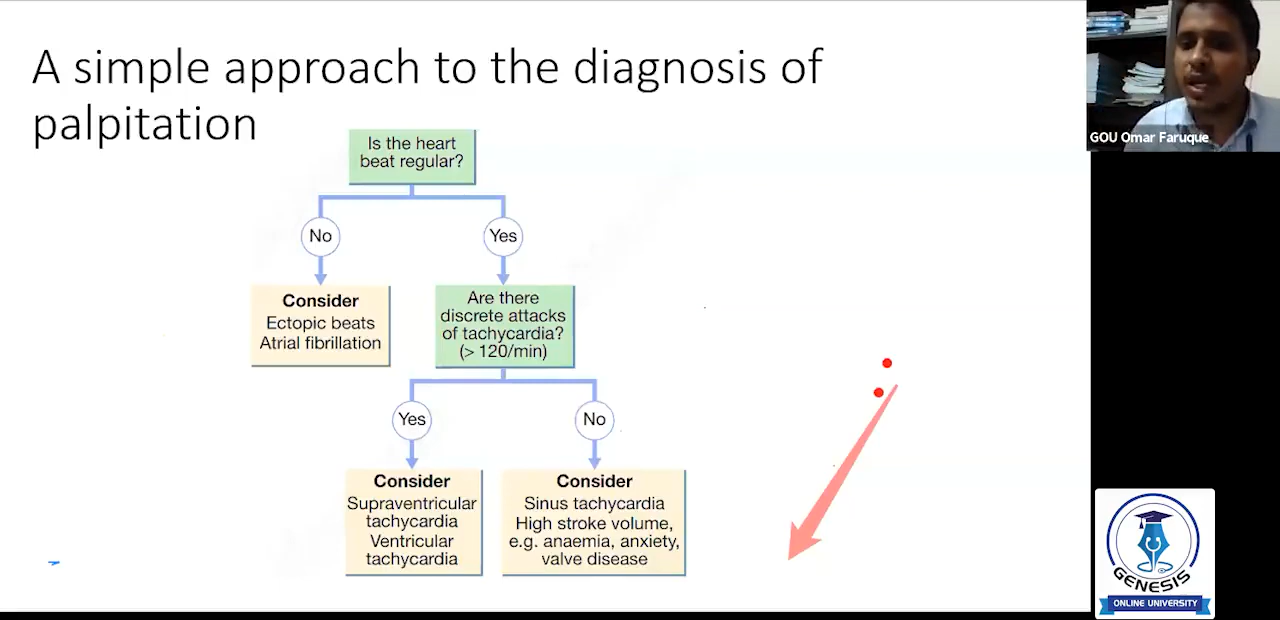 A simple approach to the diagnosis of
palpitation
Is the heart
beat regular?
No
Yes
Consider
Ectopic beats
Atrial fibrillation
Are there
discrete attacks
of tachycardia?
(> 120/min)
Yes
No
Consider
Supraventricular
tachycardia
Ventricular
tachycardia
Consider
Sinus tachycardia
High stroke volume,
e.g. anaemia, anxiety,
valve disease
GOU Omar Faruque
GENESIS
ONLINE UNIVERSITY